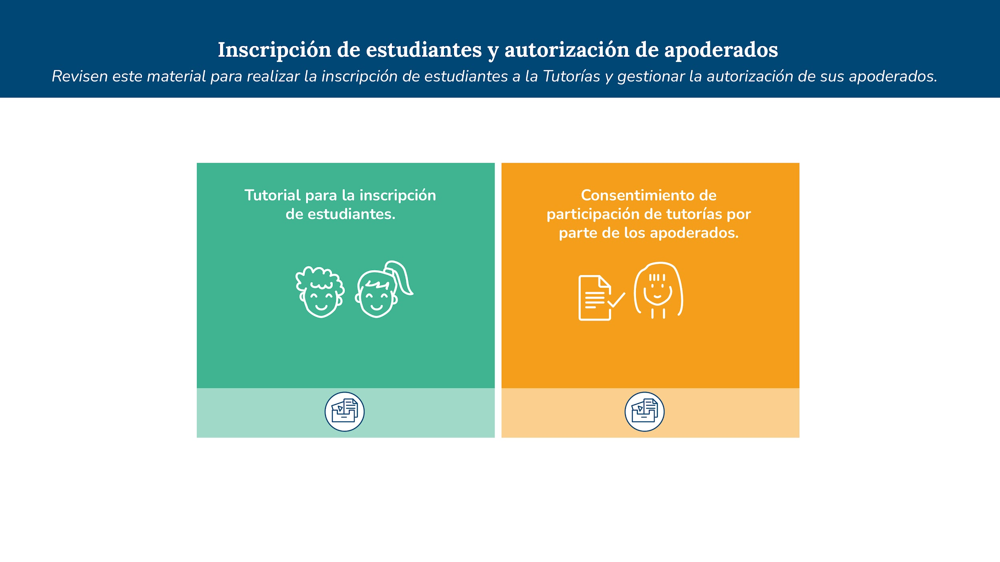 Inscripción de estudiantes y autorización de apoderados
Revisen este material para realizar la inscripción de estudiantes a la Tutorías y gestionar la autorización de sus apoderados.
Tutorial para la inscripción
de estudiantes.
Consentimiento de
participación de tutorías por
parte de los apoderados.